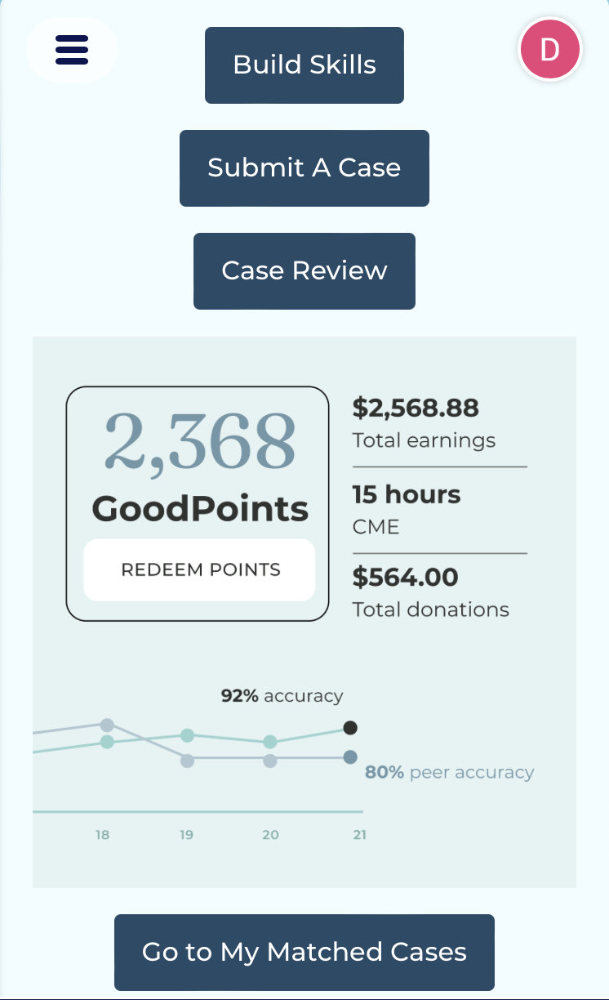 D
Build Skills
Submit A Case
Case Review
2,368
GoodPoints
REDEEM POINTS
$2,568.88
Total earnings
15 hours
CME
$564.00
Total donations
92% accuracy
80% peer accuracy
18 19 20 21
Go to My Matched Cases